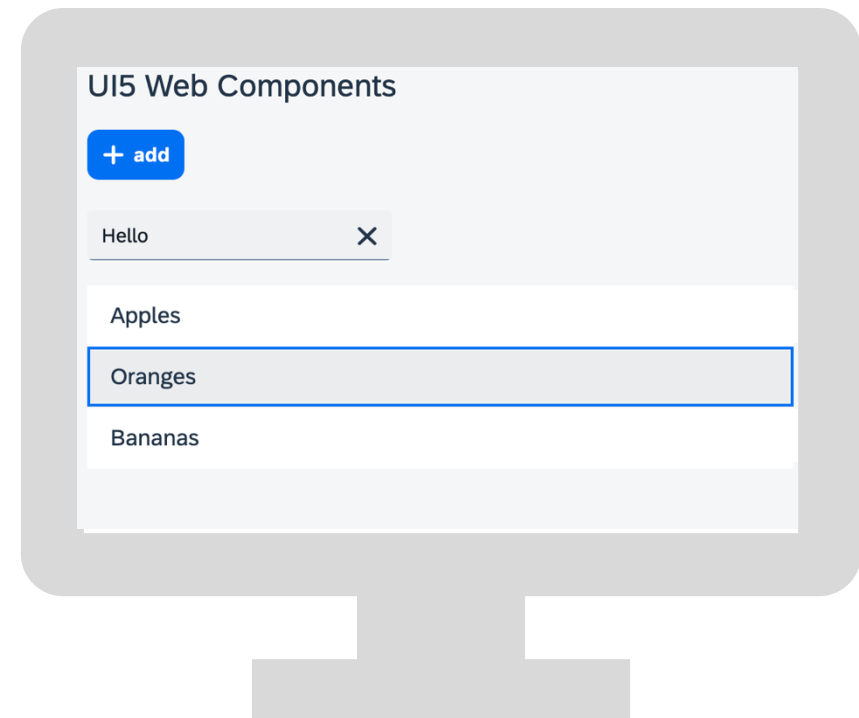 UI5 Web Components
add
Hello
Apples
Oranges
Bananas